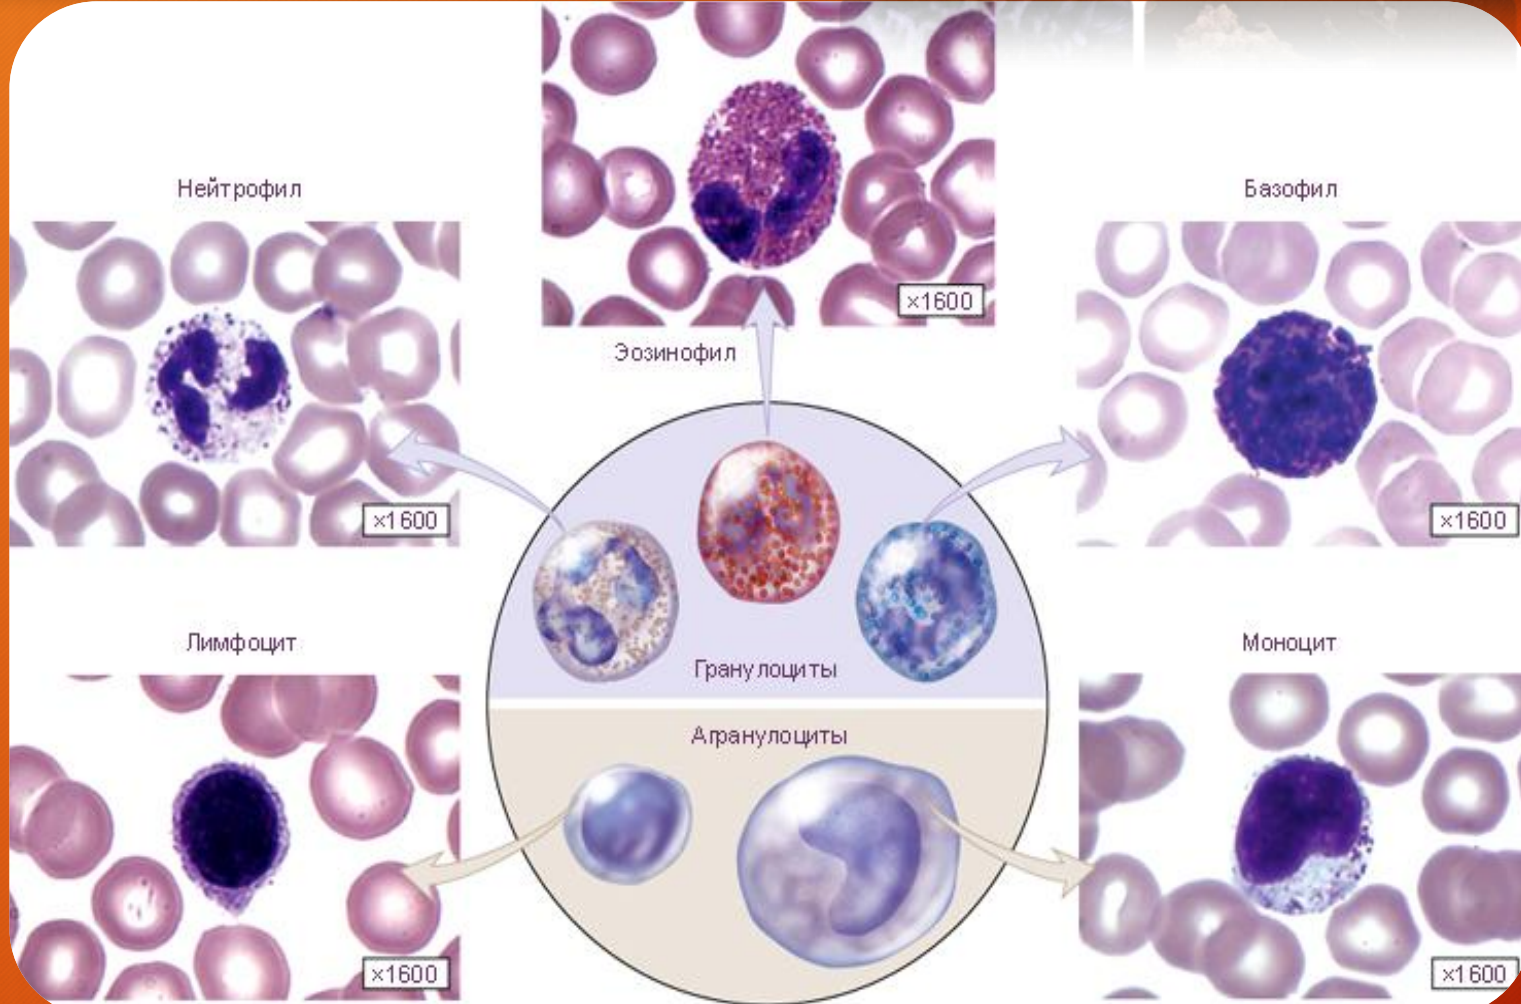 Нейтрофил
×1600
Эозинофил
×1600
Базофил
×1600
Гранулоциты
Агранулоциты
Лимфоцит
×1600
Моноцит
×1600